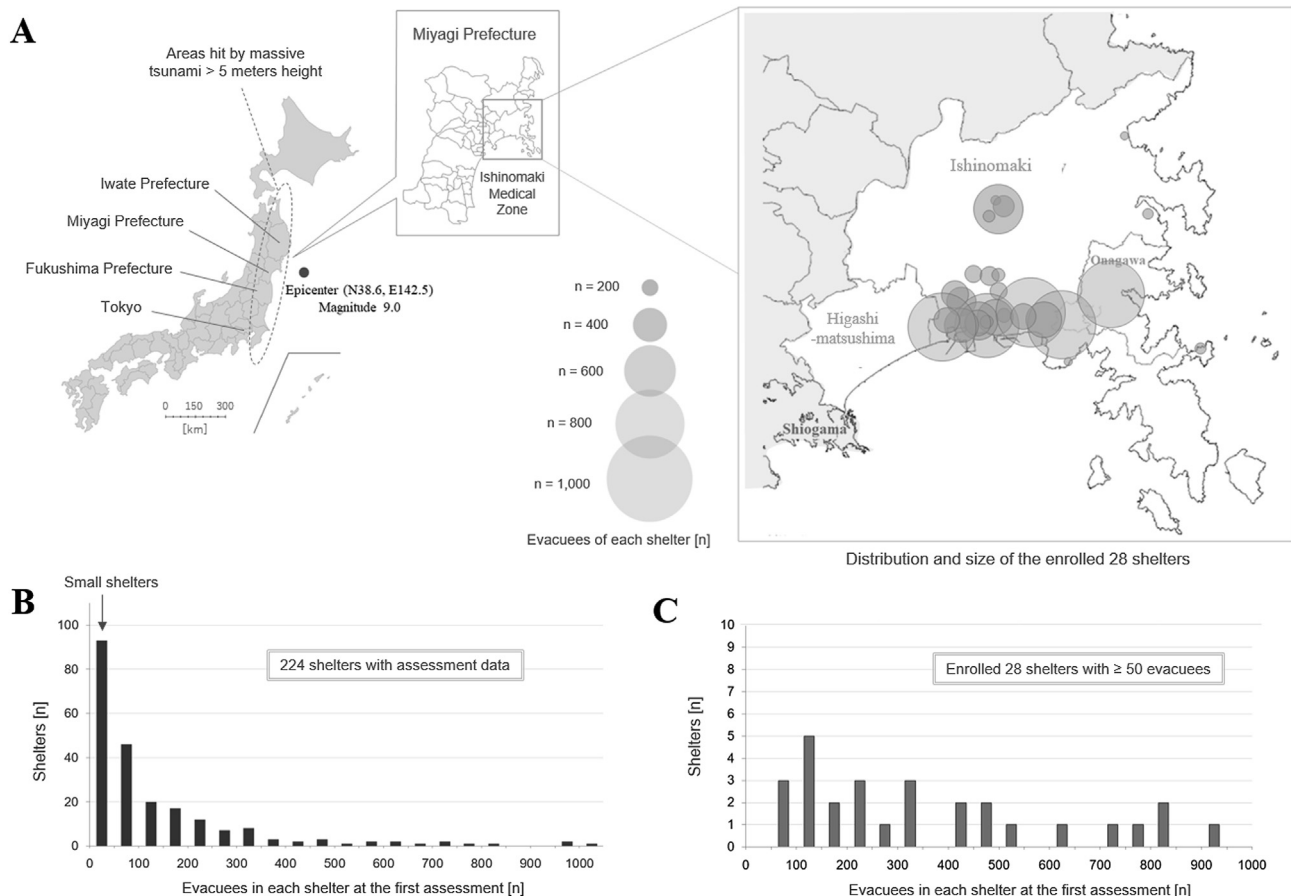 A
Areas hit by massive
tsunami > 5 meters height
Iwate Prefecture
Miyagi Prefecture
Fukushima Prefecture
Tokyo
Epicenter (N38.6, E142.5)
Magnitude 9.0
0 150 300
[km]
Miyagi Prefecture
Ishinomaki
Medical
Zone
n = 200
n = 400
n = 600
n = 800
n = 1,000
Evacuees of each shelter [n]
Ishinomaki
Onagawa
Higashi
-matsushima
Shiogama
Distribution and size of the enrolled 28 shelters
B
Small shelters
224 shelters with assessment data
Shelters [n]
100
80
60
40
20
0
0 100 200 300 400 500 600 700 800 900 1000
Evacuees in each shelter at the first assessment [n]
C
Enrolled 28 shelters with ≥ 50 evacuees
Shelters [n]
10
9
8
7
6
5
4
3
2
1
0
0 100 200 300 400 500 600 700 800 900 1000
Evacuees in each shelter at the first assessment [n]